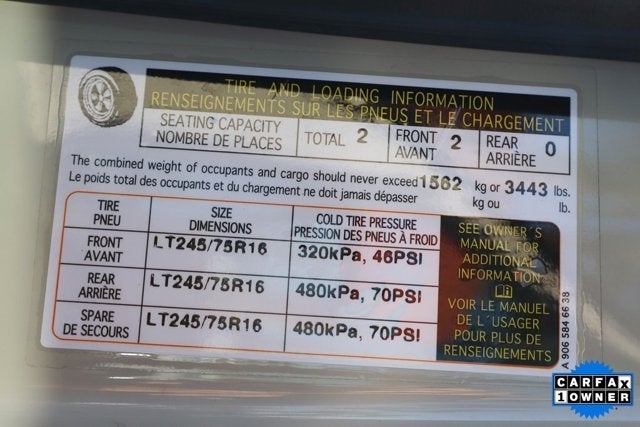 TIRE AND LOADING INFORMATION
RENSEIGNEMENTS SUR LES PNEUS ET LE CHARGEMENT
SEATING CAPACITY
NOMBRE DE PLACES
TOTAL 2
FRONT
AVANT 2
REAR
ARRIÈRE 0
The combined weight of occupants and cargo should never exceed 1562 kg or 3443 lbs.
Le poids total des occupants et du chargement ne doit jamais dépasser kg ou lb.
TIRE
PNEU
SIZE
DIMENSIONS
COLD TIRE PRESSURE
PRESSION DES PNEUS À FROID
FRONT
AVANT
LT245/75R16
320kPa, 46PSI
REAR
ARRIÈRE
LT245/75R16
480kPa, 70PSI
SPARE
DE SECOURS
LT245/75R16
480kPa, 70PSI
SEE OWNER´S
MANUAL FOR
ADDITIONAL
INFORMATION
VOIR LE MANUEL
DE L´USAGER
POUR PLUS DE
RENSEIGNEMENTS
A 906 584 66 38
CARFAX
1 OWNER